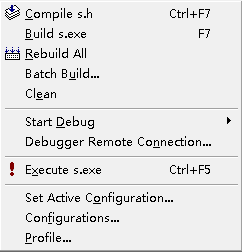 Compile s.h Ctrl+F7
Build s.exe F7
Rebuild All
Batch Build...
Clean
Start Debug
Debugger Remote Connection...
Execute s.exe Ctrl+F5
Set Active Configuration...
Configurations...
Profile...